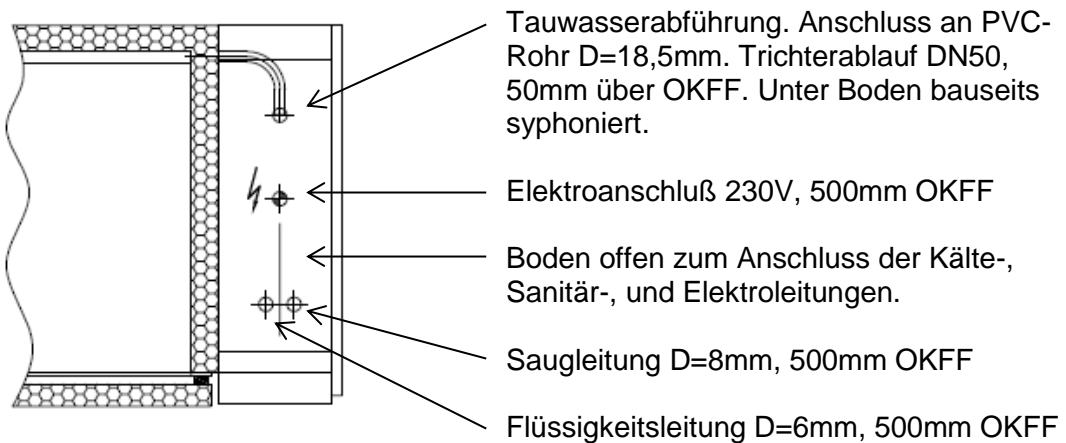 Tauwasserabführung. Anschluss an PVC-
Rohr D=18,5mm. Trichterablauf DN50,
50mm über OKFF. Unter Boden bauseits
syphoniert.
Elektroanschluß 230V, 500mm OKFF
Boden offen zum Anschluss der Kälte-,
Sanitär-, und Elektroleitungen.
Saugleitung D=8mm, 500mm OKFF
Flüssigkeitsleitung D=6mm, 500mm OKFF